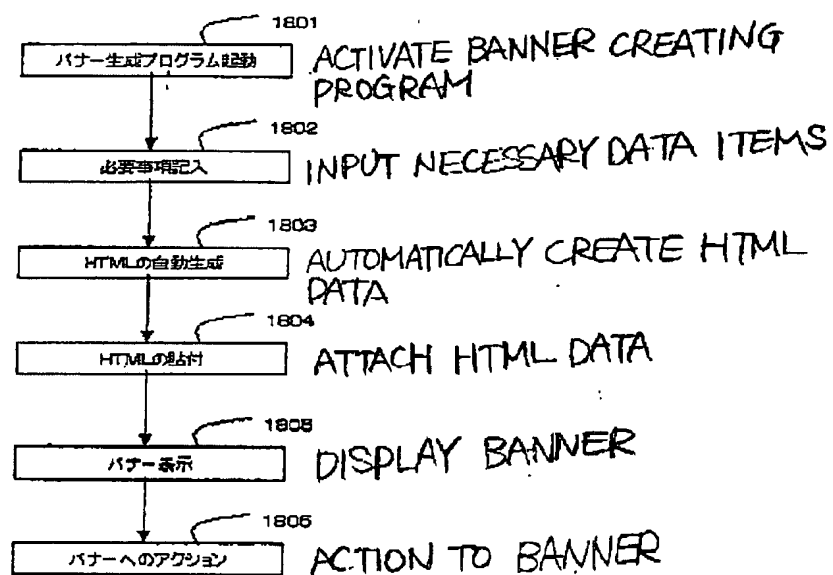 1801
バナー生成プログラム起動
ACTIVATE BANNER CREATING
PROGRAM
1802
必要事項記入
INPUT NECESSARY DATA ITEMS
1803
HTMLの自動生成
AUTOMATICALLY CREATE HTML
DATA
1804
HTMLの貼付
ATTACH HTML DATA
1805
バナー表示
DISPLAY BANNER
1806
バナーへのアクション
ACTION TO BANNER